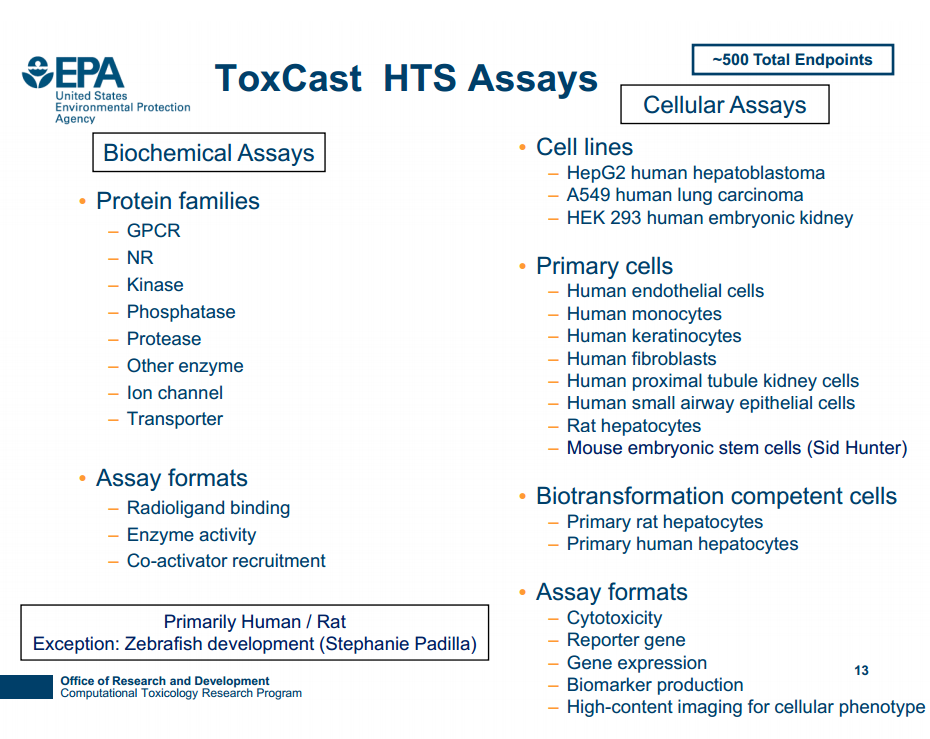 EPA
United States
Environmental Protection
Agency
ToxCast HTS Assays
~500 Total Endpoints
Biochemical Assays
• Protein families
– GPCR
– NR
– Kinase
– Phosphatase
– Protease
– Other enzyme
– Ion channel
– Transporter
• Assay formats
– Radioligand binding
– Enzyme activity
– Co-activator recruitment
Primarily Human / Rat
Exception: Zebrafish development (Stephanie Padilla)
Cellular Assays
• Cell lines
– HepG2 human hepatoblastoma
– A549 human lung carcinoma
– HEK 293 human embryonic kidney
• Primary cells
– Human endothelial cells
– Human monocytes
– Human keratinocytes
– Human fibroblasts
– Human proximal tubule kidney cells
– Human small airway epithelial cells
– Rat hepatocytes
– Mouse embryonic stem cells (Sid Hunter)
• Biotransformation competent cells
– Primary rat hepatocytes
– Primary human hepatocytes
• Assay formats
– Cytotoxicity
– Reporter gene
– Gene expression
– Biomarker production
– High-content imaging for cellular phenotype
Office of Research and Development
Computational Toxicology Research Program
13